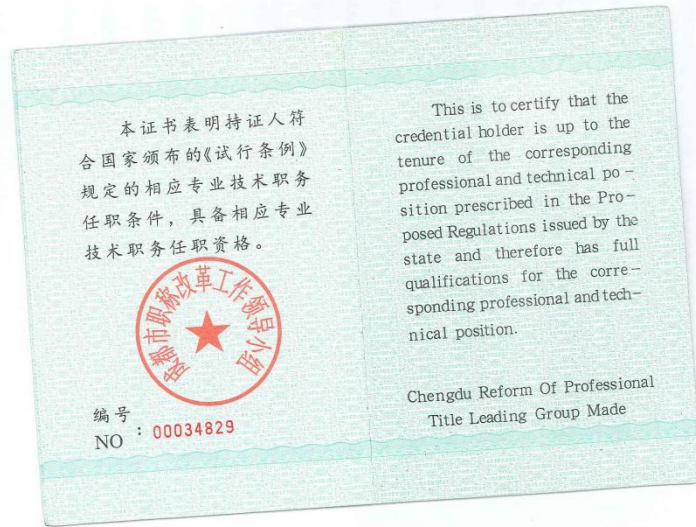 本证书表明持证人符
合国家颁布的《试行条例》
规定的相应专业技术职务
任职条件，具备相应专业
技术职务任职资格。
成都市职称改革工作领导小组
编号
NO : 00034829
This is to certify that the
credential holder is up to the
tenure of the corresponding
professional and technical po-
sition prescribed in the Pro-
posed Regulations issued by the
state and therefore has full
qualifications for the corre-
sponding professional and tech-
nical position.
Chengdu Reform Of Professional
Title Leading Group Made